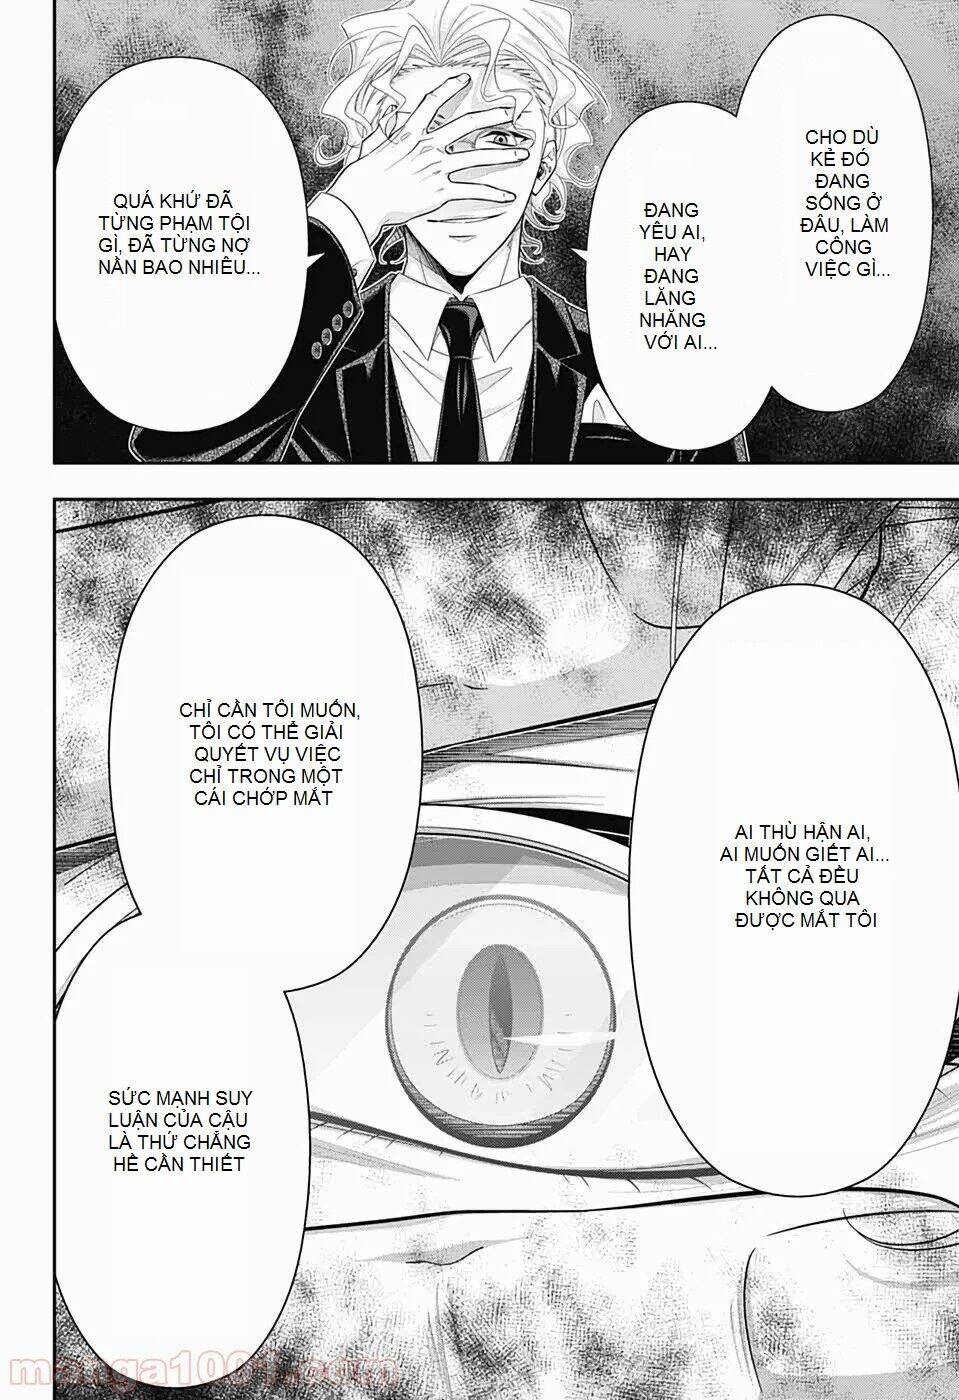 CHO DÙ
KẺ ĐÓ
ĐANG
SỐNG Ở
ĐÂU, LÀM
CÔNG
VIỆC GÌ...
ĐANG
YÊU AI,
HAY
ĐANG
LĂNG
NHĂNG
VỚI AI...
QUÁ KHỨ ĐÃ
TỪNG PHẠM TỘI
GÌ, ĐÃ TỪNG NỢ
NẦN BAO NHIÊU...
AI THÙ HẬN AI,
AI MUỐN GIẾT AI...
TẤT CẢ ĐỀU
KHÔNG QUA
ĐƯỢC MẮT TÔI
CHỈ CẦN TÔI MUỐN,
TÔI CÓ THỂ GIẢI
QUYẾT VỤ VIỆC
CHỈ TRONG MỘT
CÁI CHỚP MẮT
SỨC MẠNH SUY
LUẬN CỦA CẬU
LÀ THỨ CHẲNG
HỀ CẦN THIẾT
manga1001.com